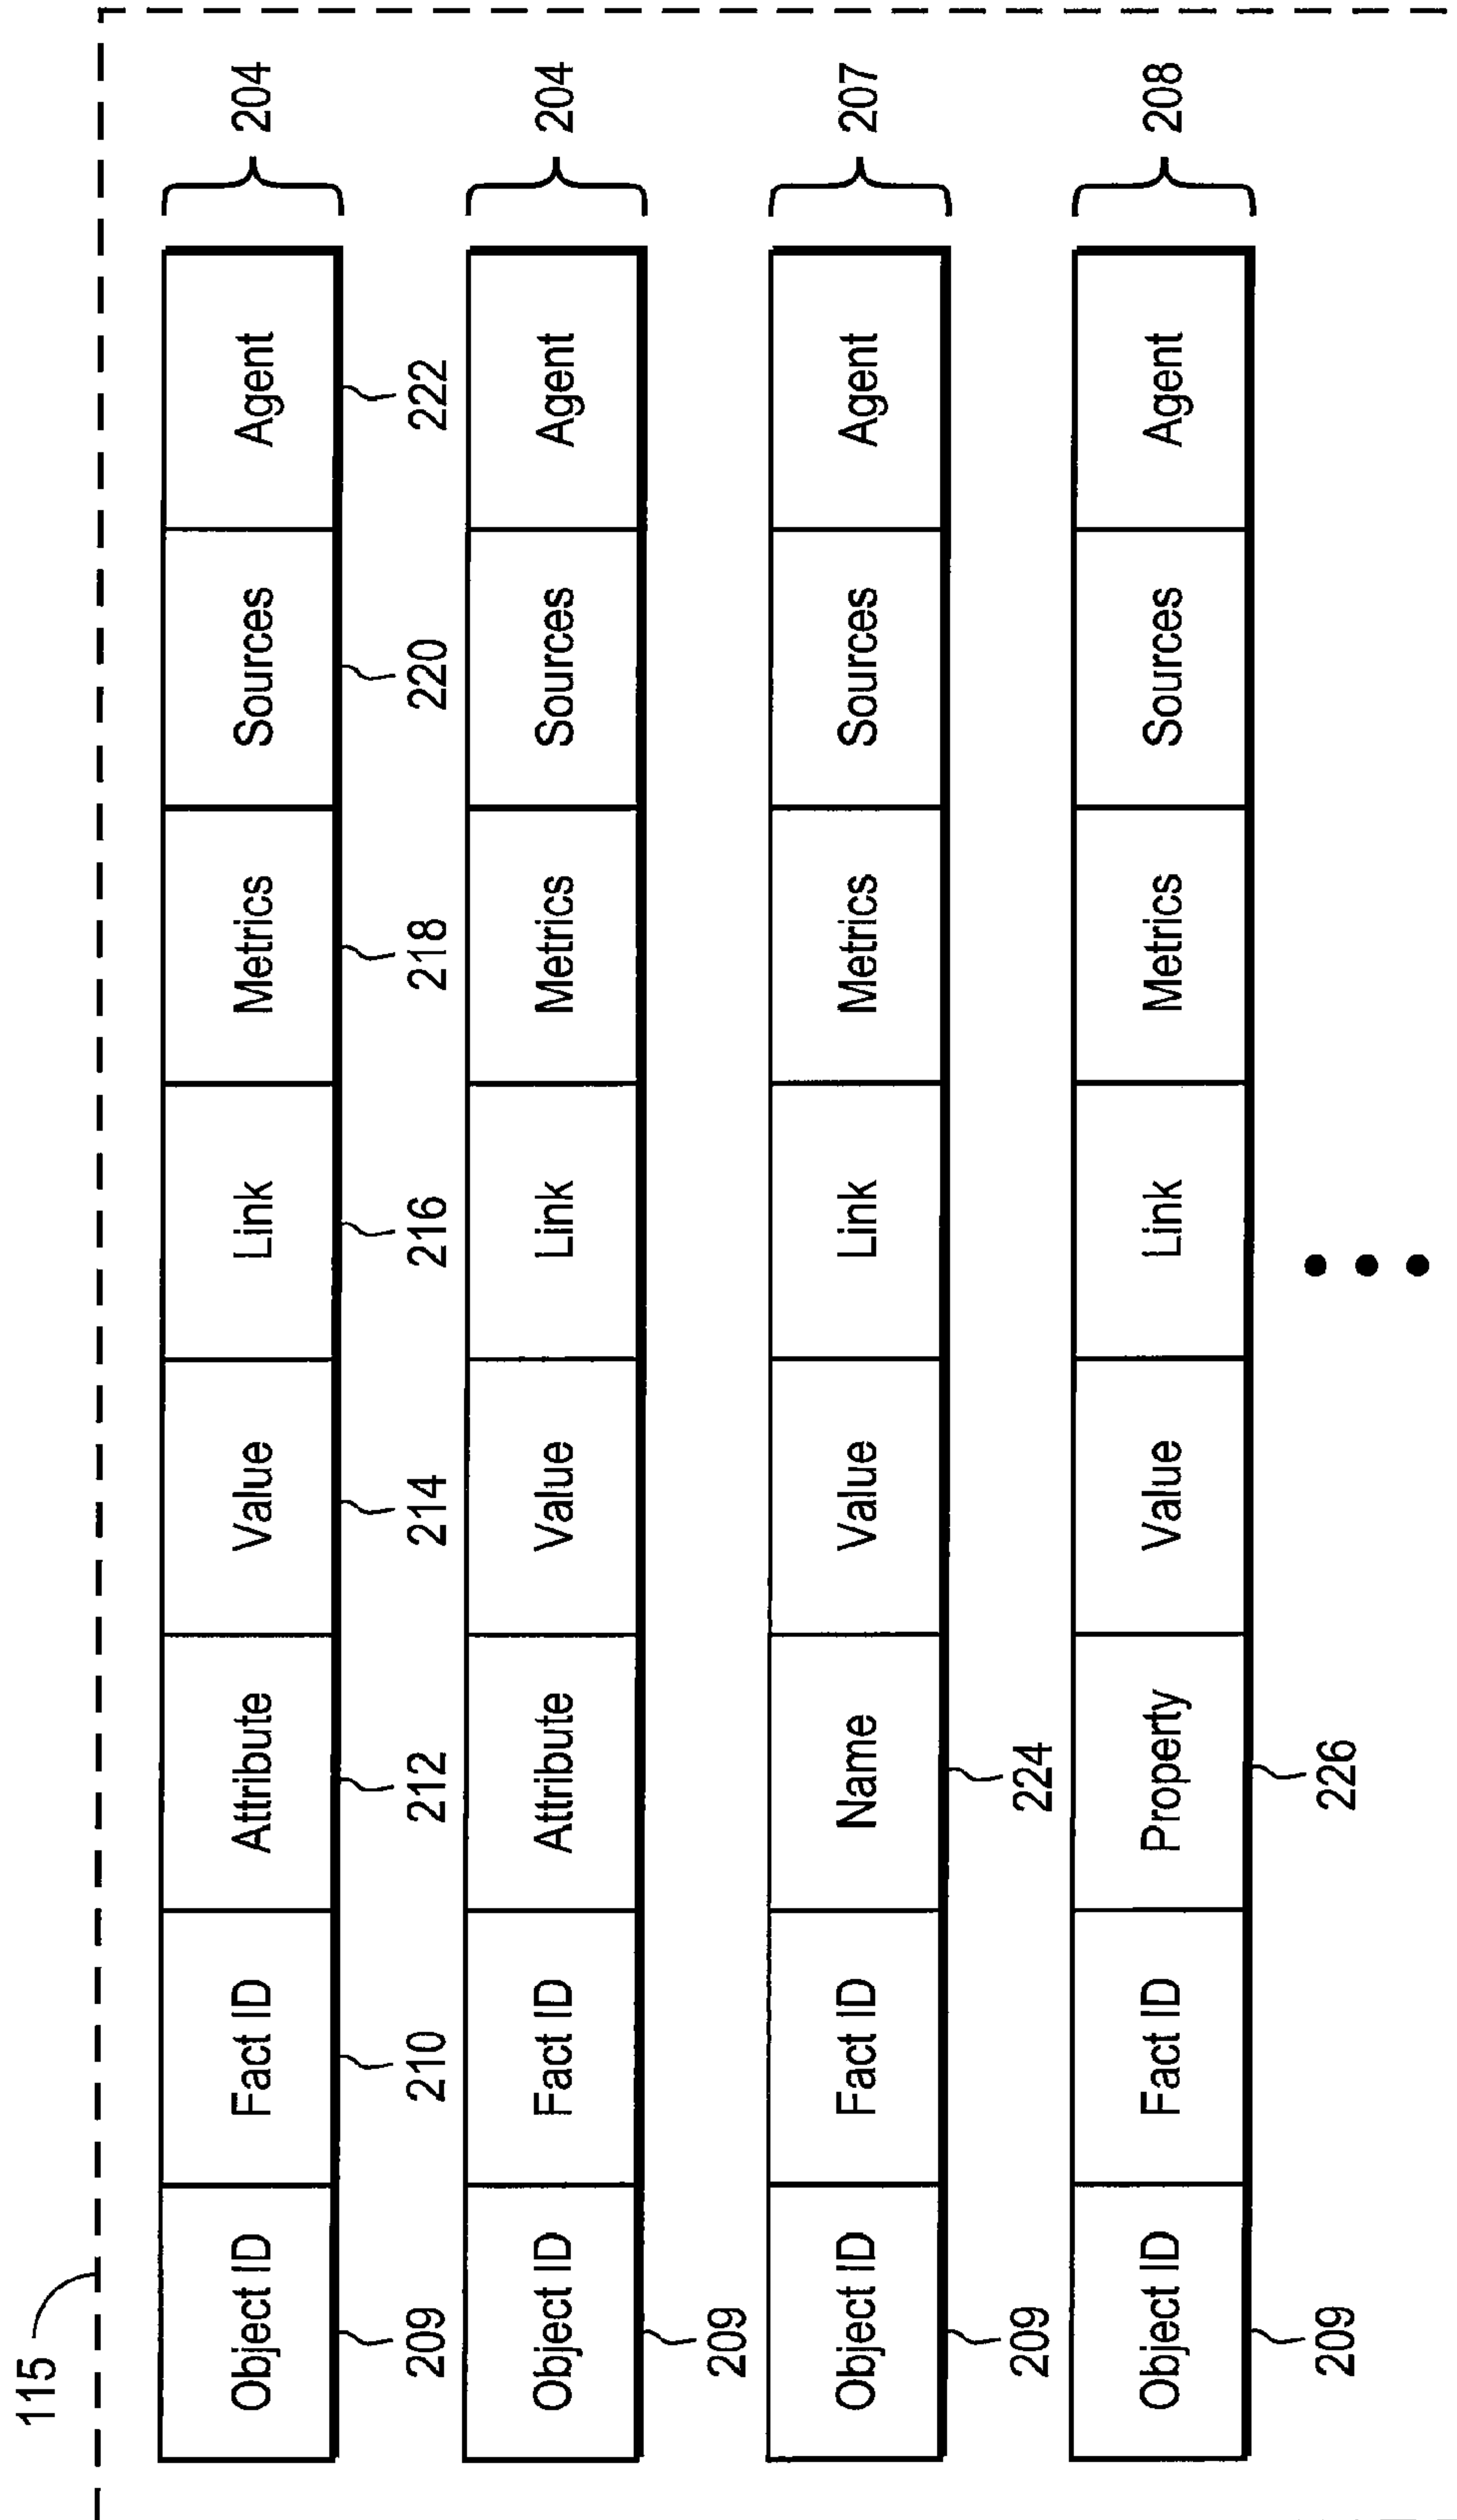 115
Object ID Fact ID Attribute Value Link Metrics Sources Agent 204
209 210 212 214 216 218 220 222
Object ID Fact ID Attribute Value Link Metrics Sources Agent 204
209
Object ID Fact ID Name Value Link Metrics Sources Agent 207
209 224
Object ID Fact ID Property Value Link Metrics Sources Agent 208
209 226